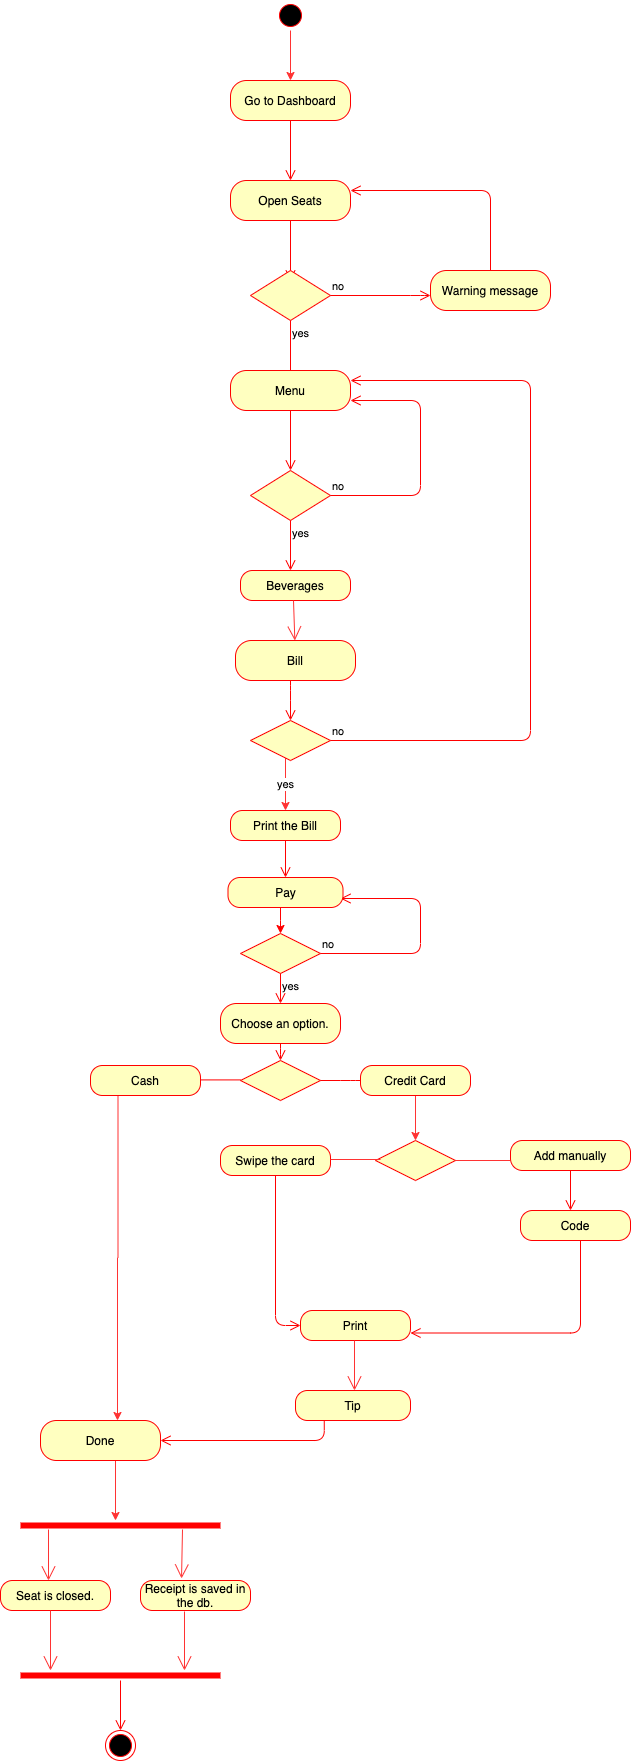 Go to Dashboard
Open Seats
no
Warning message
yes
Menu
no
yes
Beverages
Bill
no
yes
Print the Bill
Pay
no
yes
Choose an option.
Cash
Credit Card
Swipe the card
Add manually
Code
Print
Tip
Done
Seat is closed.
Receipt is saved in
the db.